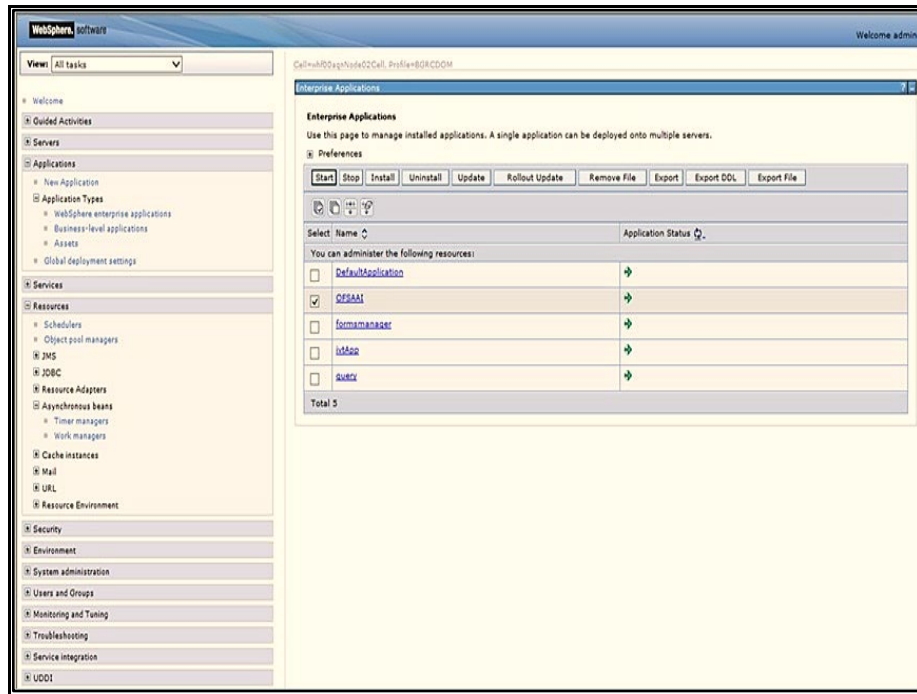 WebSphere. software
Welcome admin
View: All tasks
Welcome
Guided Activities
Servers
Applications
New Application
Application Types
WebSphere enterprise applications
Business-level applications
Assets
Global deployment settings
Services
Resources
Schedulers
Object pool managers
JMS
JDBC
Resource Adapters
Asynchronous beans
Timer managers
Work managers
Cache instances
Mail
URL
Resource Environment
Security
Environment
System administration
Users and Groups
Monitoring and Tuning
Troubleshooting
Service integration
UDDI
Enterprise Applications
?
Enterprise Applications
Use this page to manage installed applications. A single application can be deployed onto multiple servers.
Preferences
Start Stop Install Uninstall Update Rollout Update Remove File Export Export DDL Export File
Select Name Application Status
You can administer the following resources:
DefaultApplication
OFSAAI
formsmanager
ivtApp
query
Total 5